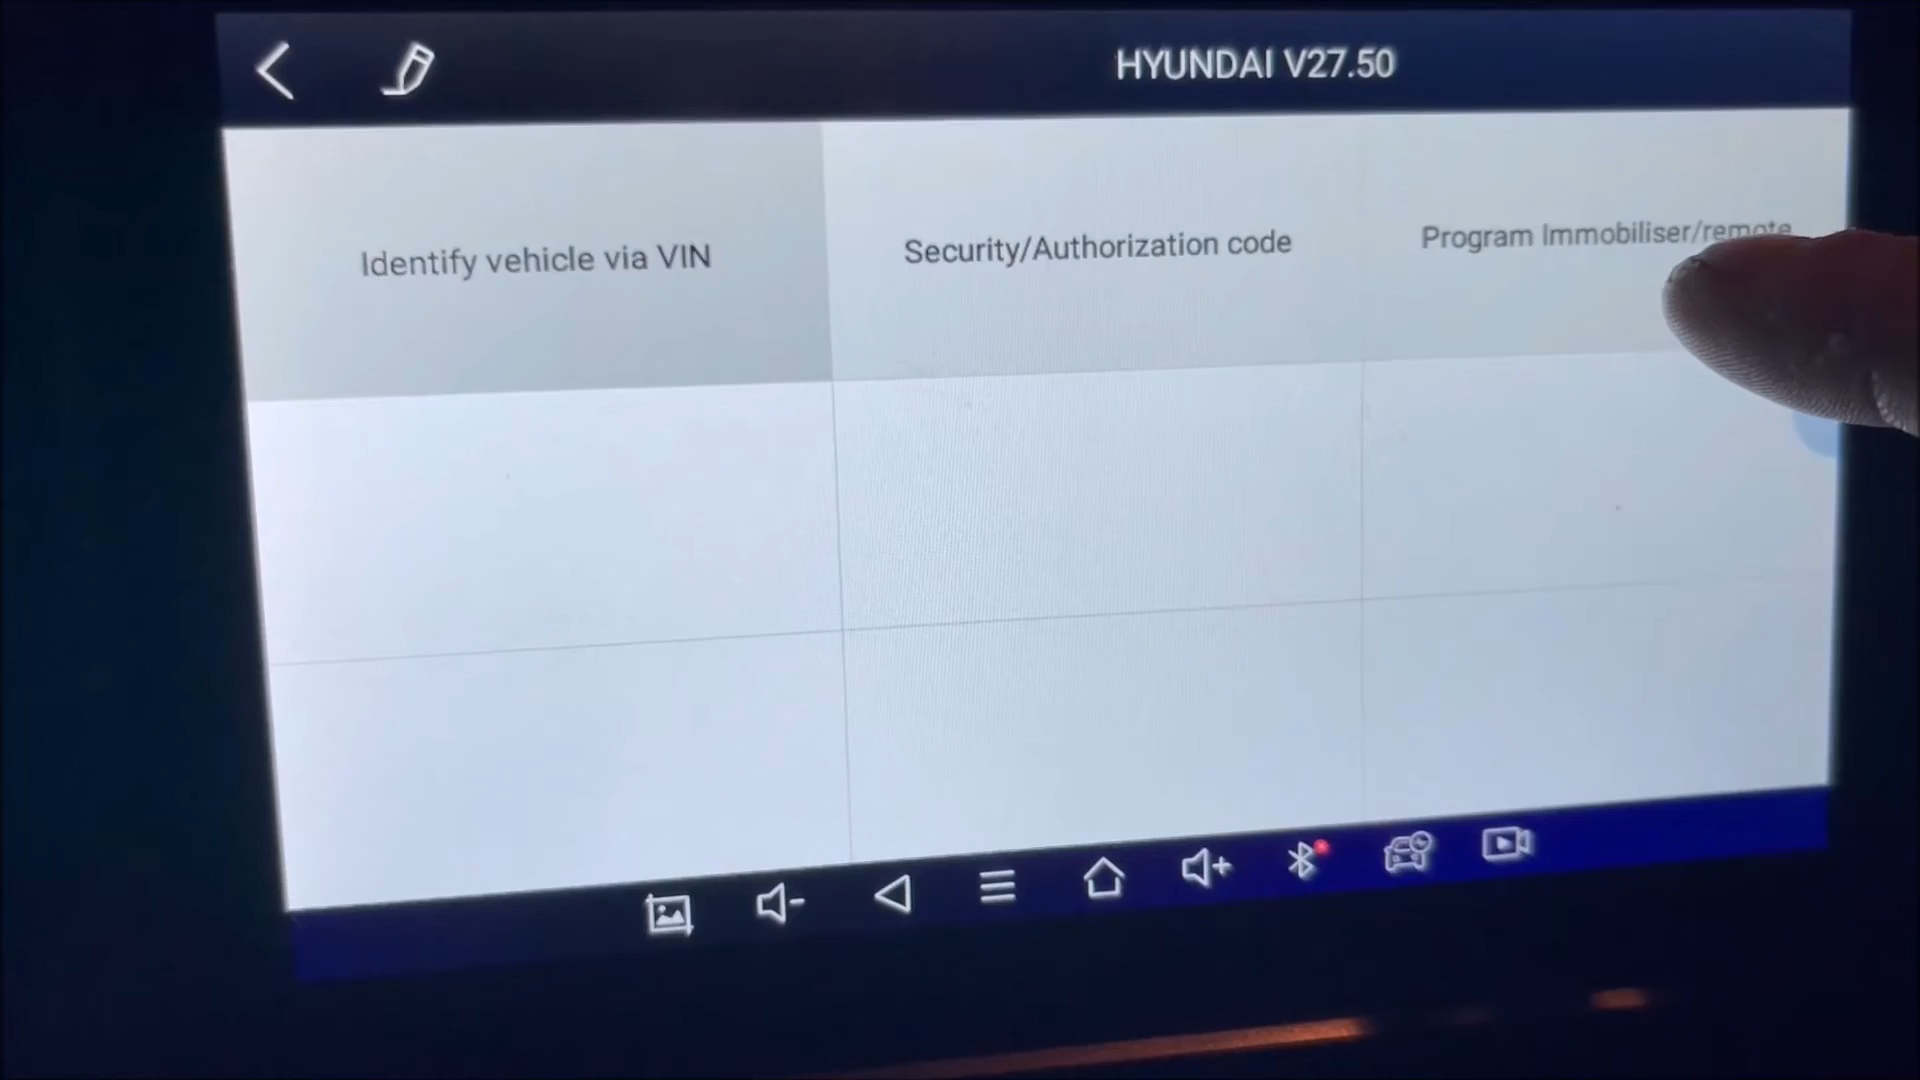 HYUNDAI V27.50
Identify vehicle via VIN
Security/Authorization code
Program Immobiliser/remote